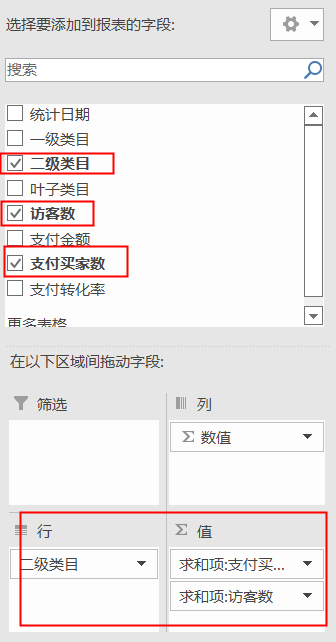 选择要添加到报表的字段:
搜索
统计日期
一级类目
二级类目
叶子类目
访客数
支付金额
支付买家数
支付转化率
更多表格
在以下区域间拖动字段:
筛选
列
Σ 数值
行
Σ 值
二级类目
求和项:支付买...
求和项:访客数